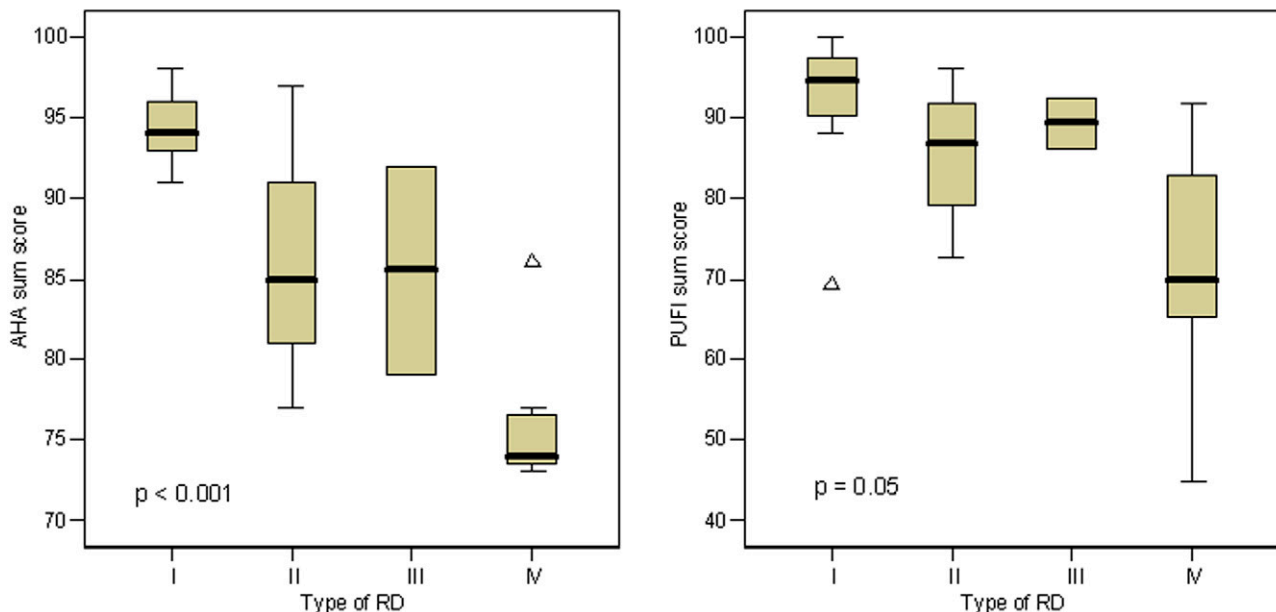 AHA sum score
100
95
90
85
80
75
70
p < 0.001
I II III IV
Type of RD
PUFI sum score
100
90
80
70
60
50
40
p = 0.05
I II III IV
Type of RD